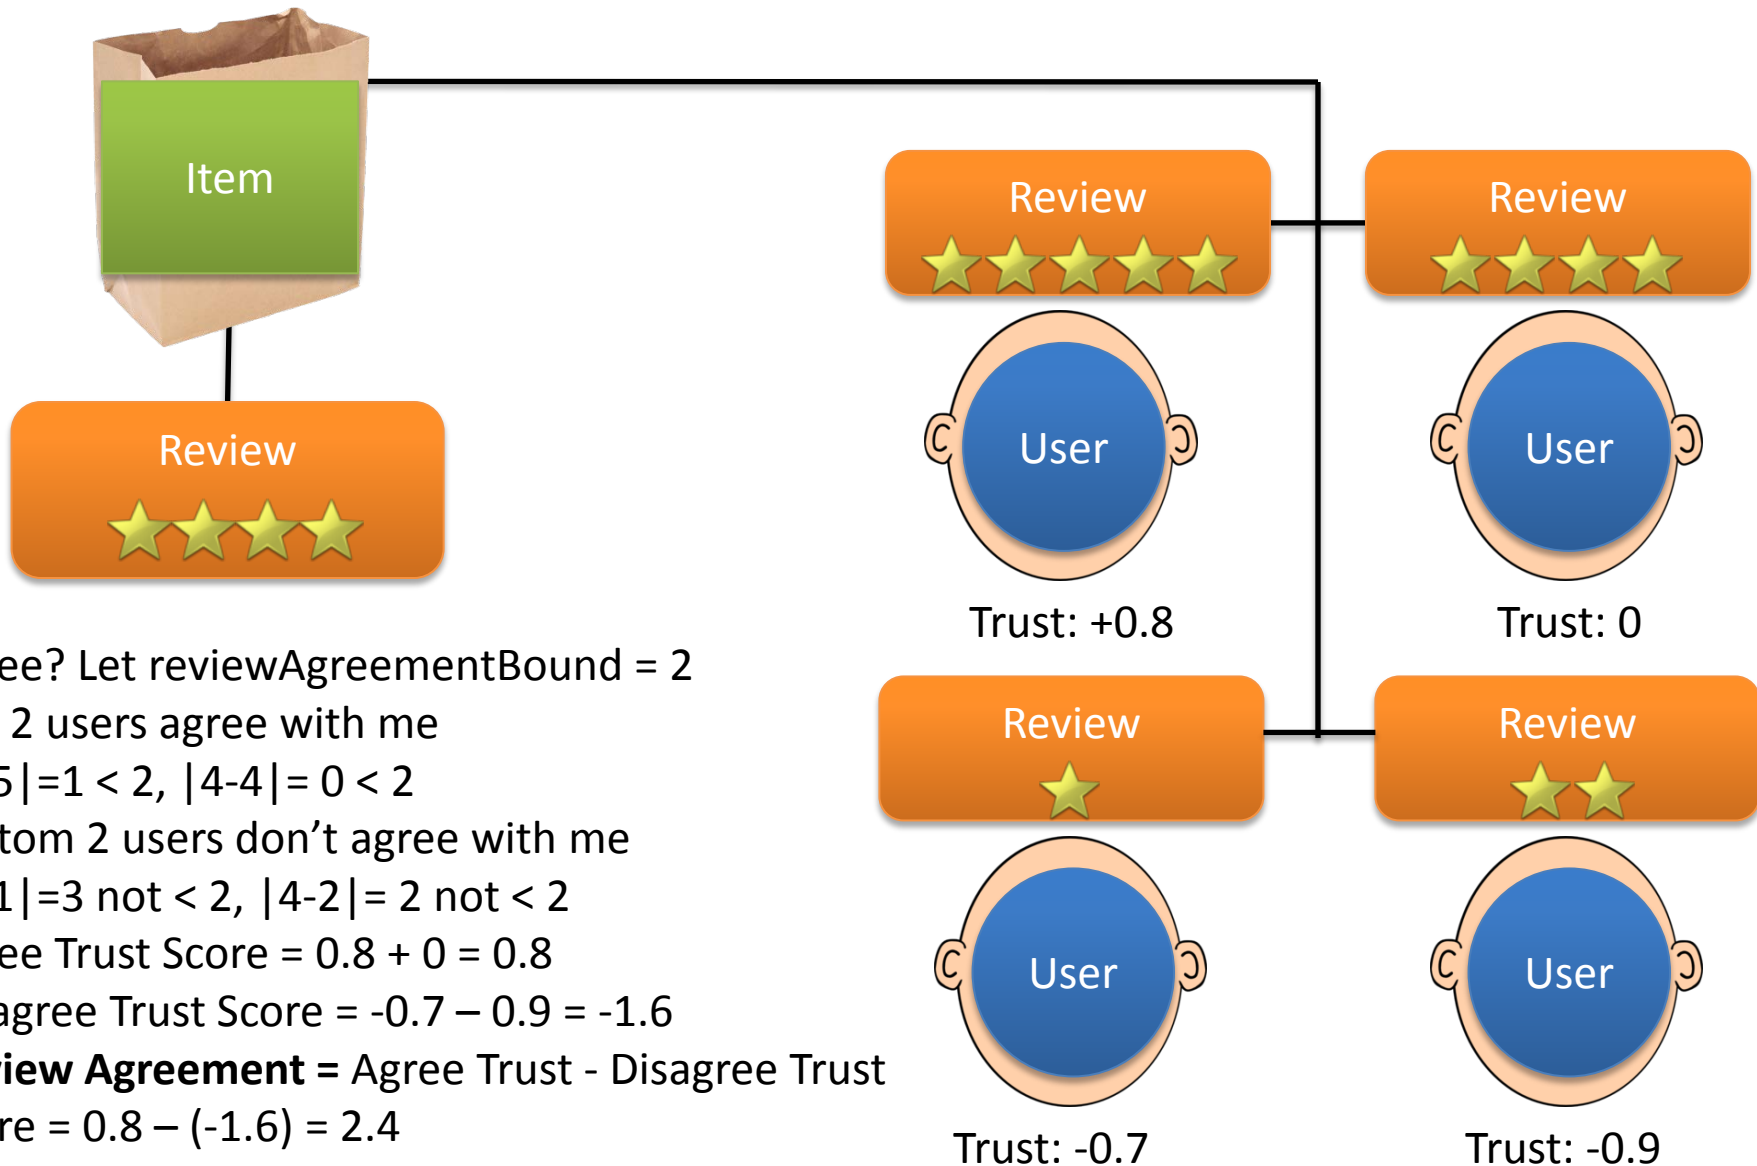 Item
Review
Review
Review
User
User
Trust: +0.8
Trust: 0
ee? Let reviewAgreementBound = 2
2 users agree with me
5|=1 < 2, |4-4|= 0 < 2
tom 2 users don’t agree with me
1|=3 not < 2, |4-2|= 2 not < 2
ee Trust Score = 0.8 + 0 = 0.8
agree Trust Score = -0.7 – 0.9 = -1.6
view Agreement = Agree Trust - Disagree Trust
re = 0.8 – (-1.6) = 2.4
Review
Review
User
User
Trust: -0.7
Trust: -0.9